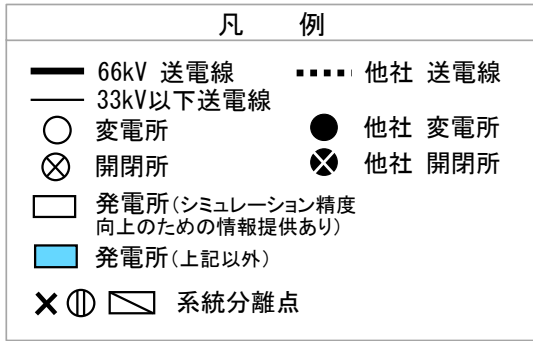 凡 例
66kV 送電線 他社 送電線
33kV以下送電線
変電所 他社 変電所
開閉所 他社 開閉所
発電所(シミュレーション精度
向上のための情報提供あり)
発電所(上記以外)
系統分離点